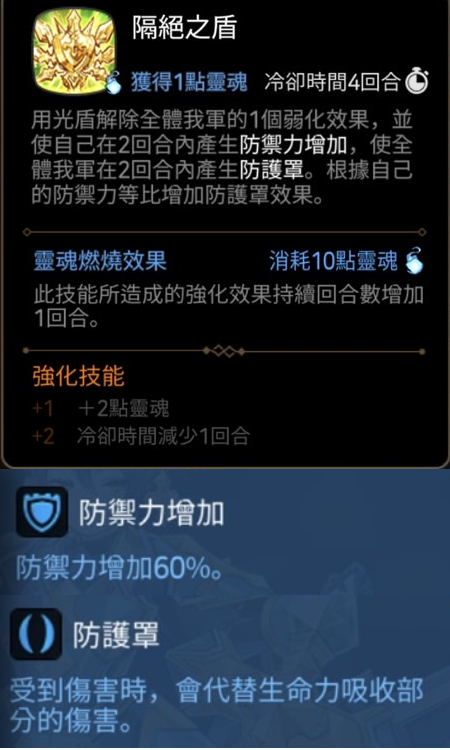 隔絕之盾
獲得1點靈魂 冷卻時間4回合
用光盾解除全體我軍的1個弱化效果，並
使自己在2回合內產生防禦力增加，使全
體我軍在2回合內產生防護罩。根據自己
的防禦力等比增加防護罩效果。
靈魂燃燒效果 消耗10點靈魂
此技能所造成的強化效果持續回合數增加
1回合。
強化技能
+1 ＋2點靈魂
+2 冷卻時間減少1回合
防禦力增加
防禦力增加60%。
防護罩
受到傷害時，會代替生命力吸收部
分的傷害。